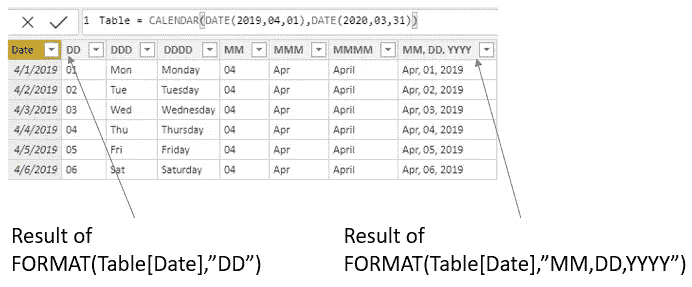 1 Table = CALENDAR(DATE(2019,04,01),DATE(2020,03,31))
Date DD DDD DDDD MM MMM MMMM MM, DD, YYYY
4/1/2019 01 Mon Monday 04 Apr April Apr, 01, 2019
4/2/2019 02 Tue Tuesday 04 Apr April Apr, 02, 2019
4/3/2019 03 Wed Wednesday 04 Apr April Apr, 03, 2019
4/4/2019 04 Thu Thursday 04 Apr April Apr, 04, 2019
4/5/2019 05 Fri Friday 04 Apr April Apr, 05, 2019
4/6/2019 06 Sat Saturday 04 Apr April Apr, 06, 2019
Result of
FORMAT(Table[Date],”DD”)
Result of
FORMAT(Table[Date],”MM,DD,YYYY”)